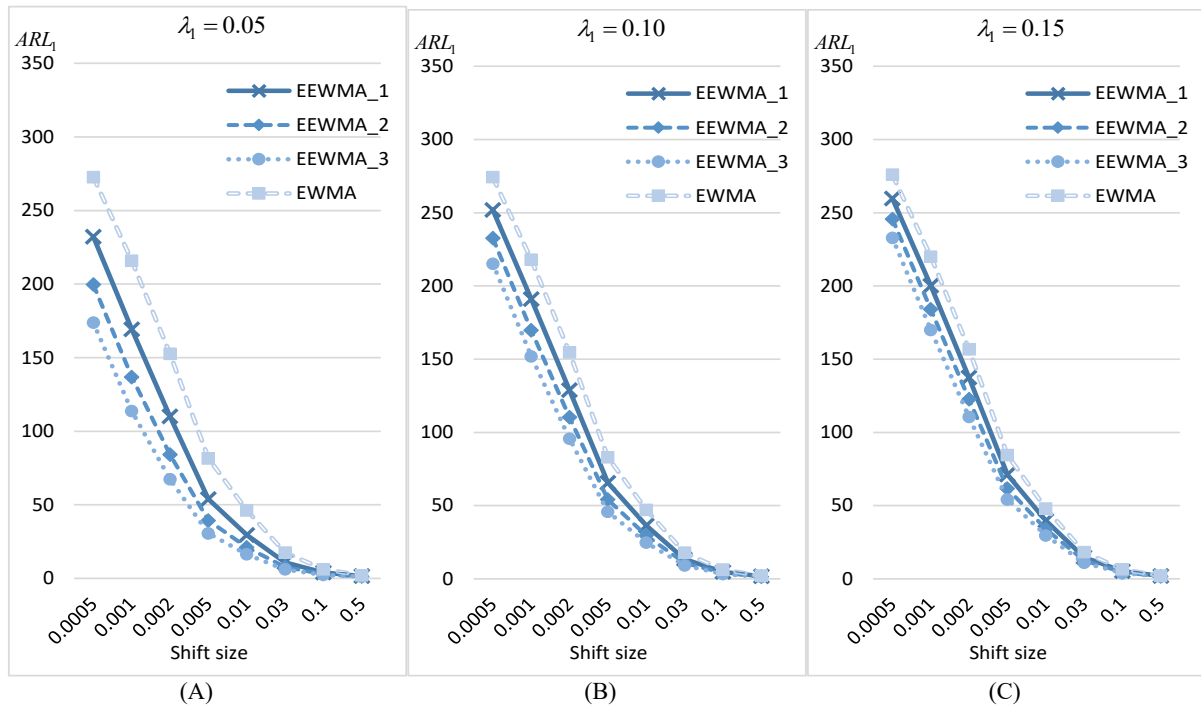 λ₁ = 0.05
ARL₁
350
300
250
200
150
100
50
0
EEWMA_1
EEWMA_2
EEWMA_3
EWMA
0.0005
0.001
0.002
0.005
0.01
0.03
0.1
0.5
Shift size
(A)
λ₁ = 0.10
ARL₁
350
300
250
200
150
100
50
0
EEWMA_1
EEWMA_2
EEWMA_3
EWMA
0.0005
0.001
0.002
0.005
0.01
0.03
0.1
0.5
Shift size
(B)
λ₁ = 0.15
ARL₁
350
300
250
200
150
100
50
0
EEWMA_1
EEWMA_2
EEWMA_3
EWMA
0.0005
0.001
0.002
0.005
0.01
0.03
0.1
0.5
Shift size
(C)